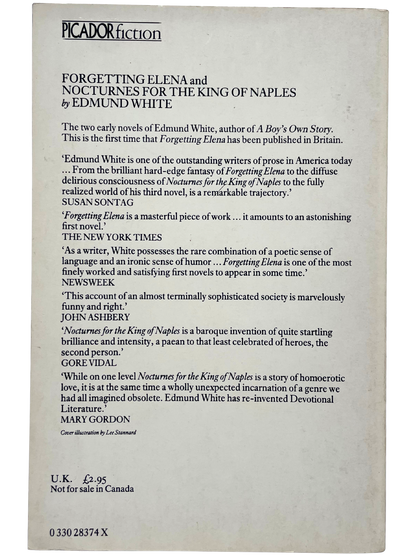 PICADOR fiction
FORGETTING ELENA and
NOCTURNES FOR THE KING OF NAPLES
by EDMUND WHITE
The two early novels of Edmund White, author of A Boy's Own Story.
This is the first time that Forgetting Elena has been published in Britain.
'Edmund White is one of the outstanding writers of prose in America today
... From the brilliant hard-edge fantasy of Forgetting Elena to the diffuse
delirious consciousness of Nocturnes for the King of Naples to the fully
realized world of his third novel, is a remarkable trajectory.'
SUSAN SONTAG
'Forgetting Elena is a masterful piece of work ... it amounts to an astonishing
first novel.'
THE NEW YORK TIMES
'As a writer, White possesses the rare combination of a poetic sense of
language and an ironic sense of humor ... Forgetting Elena is one of the most
finely worked and satisfying first novels to appear in some time.'
NEWSWEEK
'This account of an almost terminally sophisticated society is marvelously
funny and right.'
JOHN ASHBERY
'Nocturnes for the King of Naples is a baroque invention of quite startling
brilliance and intensity, a paean to that least celebrated of heroes, the
second person.'
GORE VIDAL
'While on one level Nocturnes for the King of Naples is a story of homoerotic
love, it is at the same time a wholly unexpected incarnation of a genre we
had all imagined obsolete. Edmund White has re-invented Devotional
Literature.'
MARY GORDON
Cover illustration by Lee Stannard
U.K. £2.95
Not for sale in Canada
0 330 28374 X